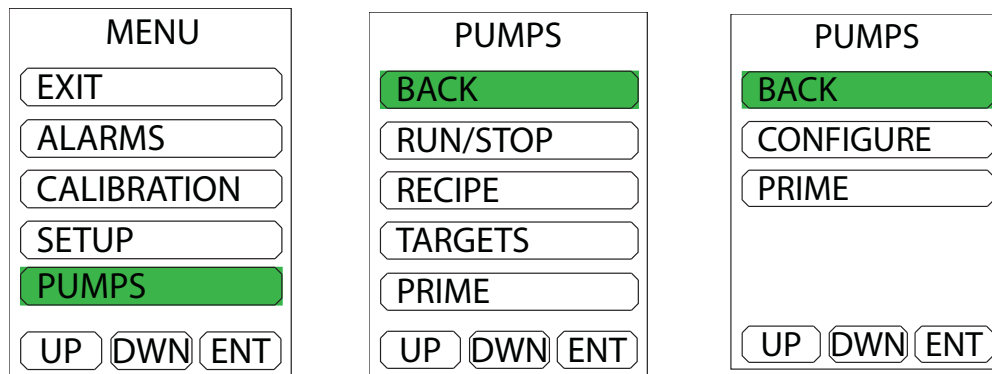 MENU
EXIT
ALARMS
CALIBRATION
SETUP
PUMPS
UP DWN ENT
PUMPS
BACK
RUN/STOP
RECIPE
TARGETS
PRIME
UP DWN ENT
PUMPS
BACK
CONFIGURE
PRIME
UP DWN ENT